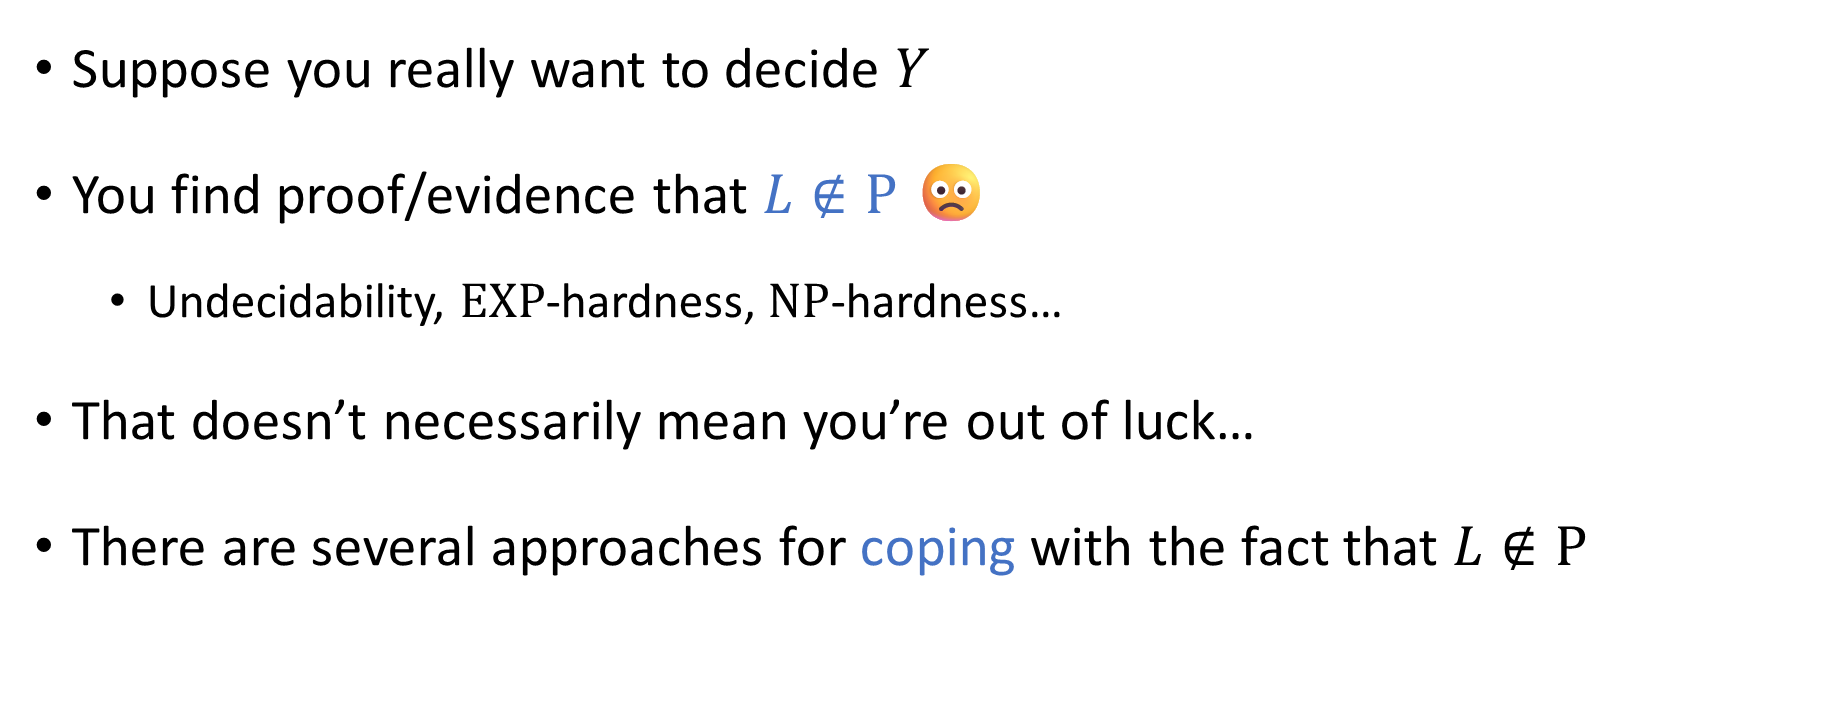 • Suppose you really want to decide Y
• You find proof/evidence that L ∉ P 🙁
• Undecidability, EXP-hardness, NP-hardness…
• That doesn’t necessarily mean you’re out of luck…
• There are several approaches for coping with the fact that L ∉ P